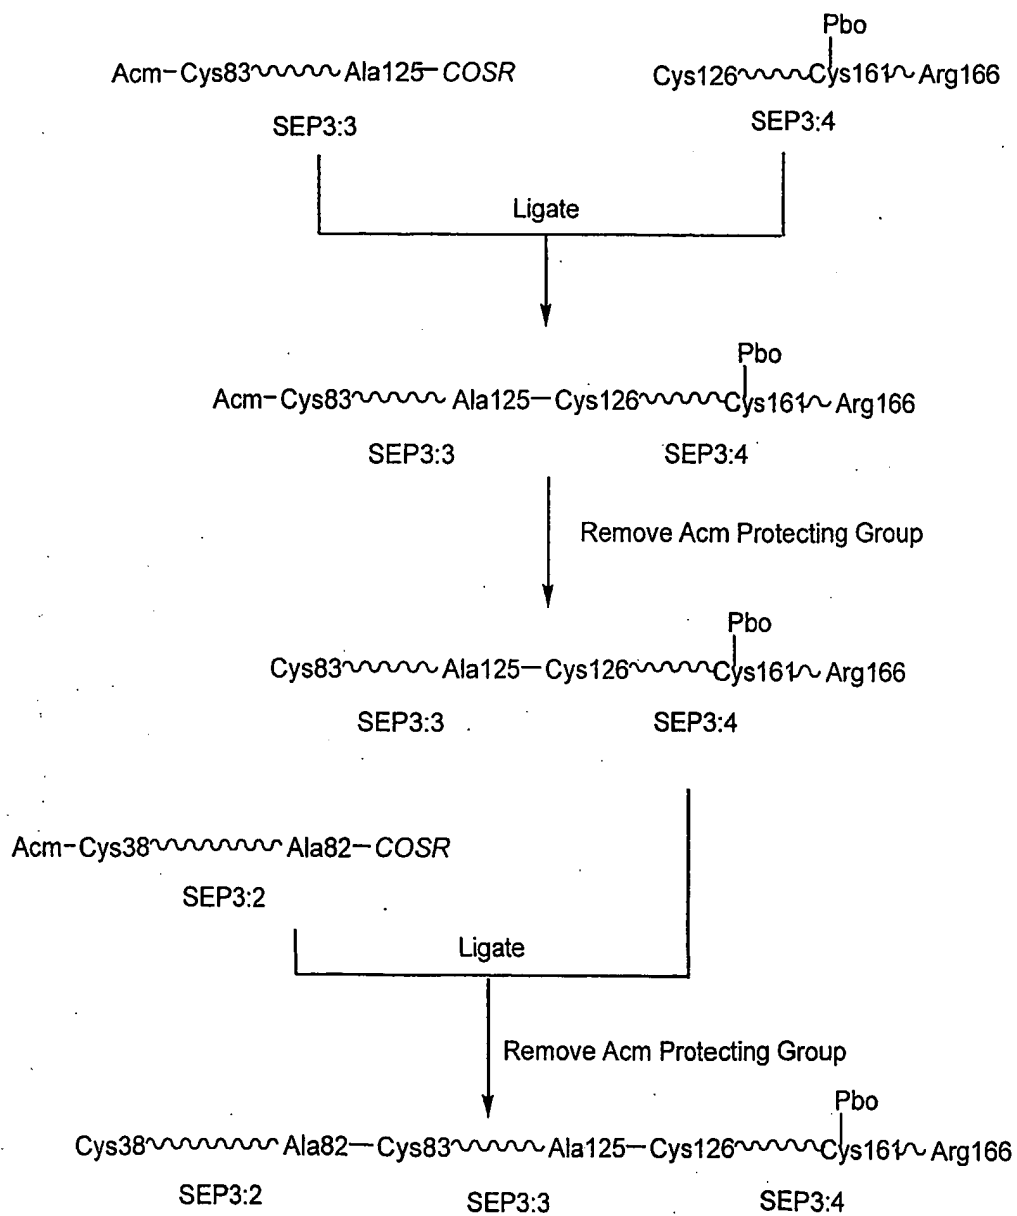 Pbo
Acm-Cys83 Ala125-COSR
Cys126 Cys161 Arg166
SEP3:3
SEP3:4
Ligate
Pbo
Acm-Cys83 Ala125-Cys126 Cys161 Arg166
SEP3:3 SEP3:4
Remove Acm Protecting Group
Pbo
Cys83 Ala125-Cys126 Cys161 Arg166
SEP3:3 SEP3:4
Acm-Cys38 Ala82-COSR
SEP3:2
Ligate
Remove Acm Protecting Group
Pbo
Cys38 Ala82-Cys83 Ala125-Cys126 Cys161 Arg166
SEP3:2 SEP3:3 SEP3:4